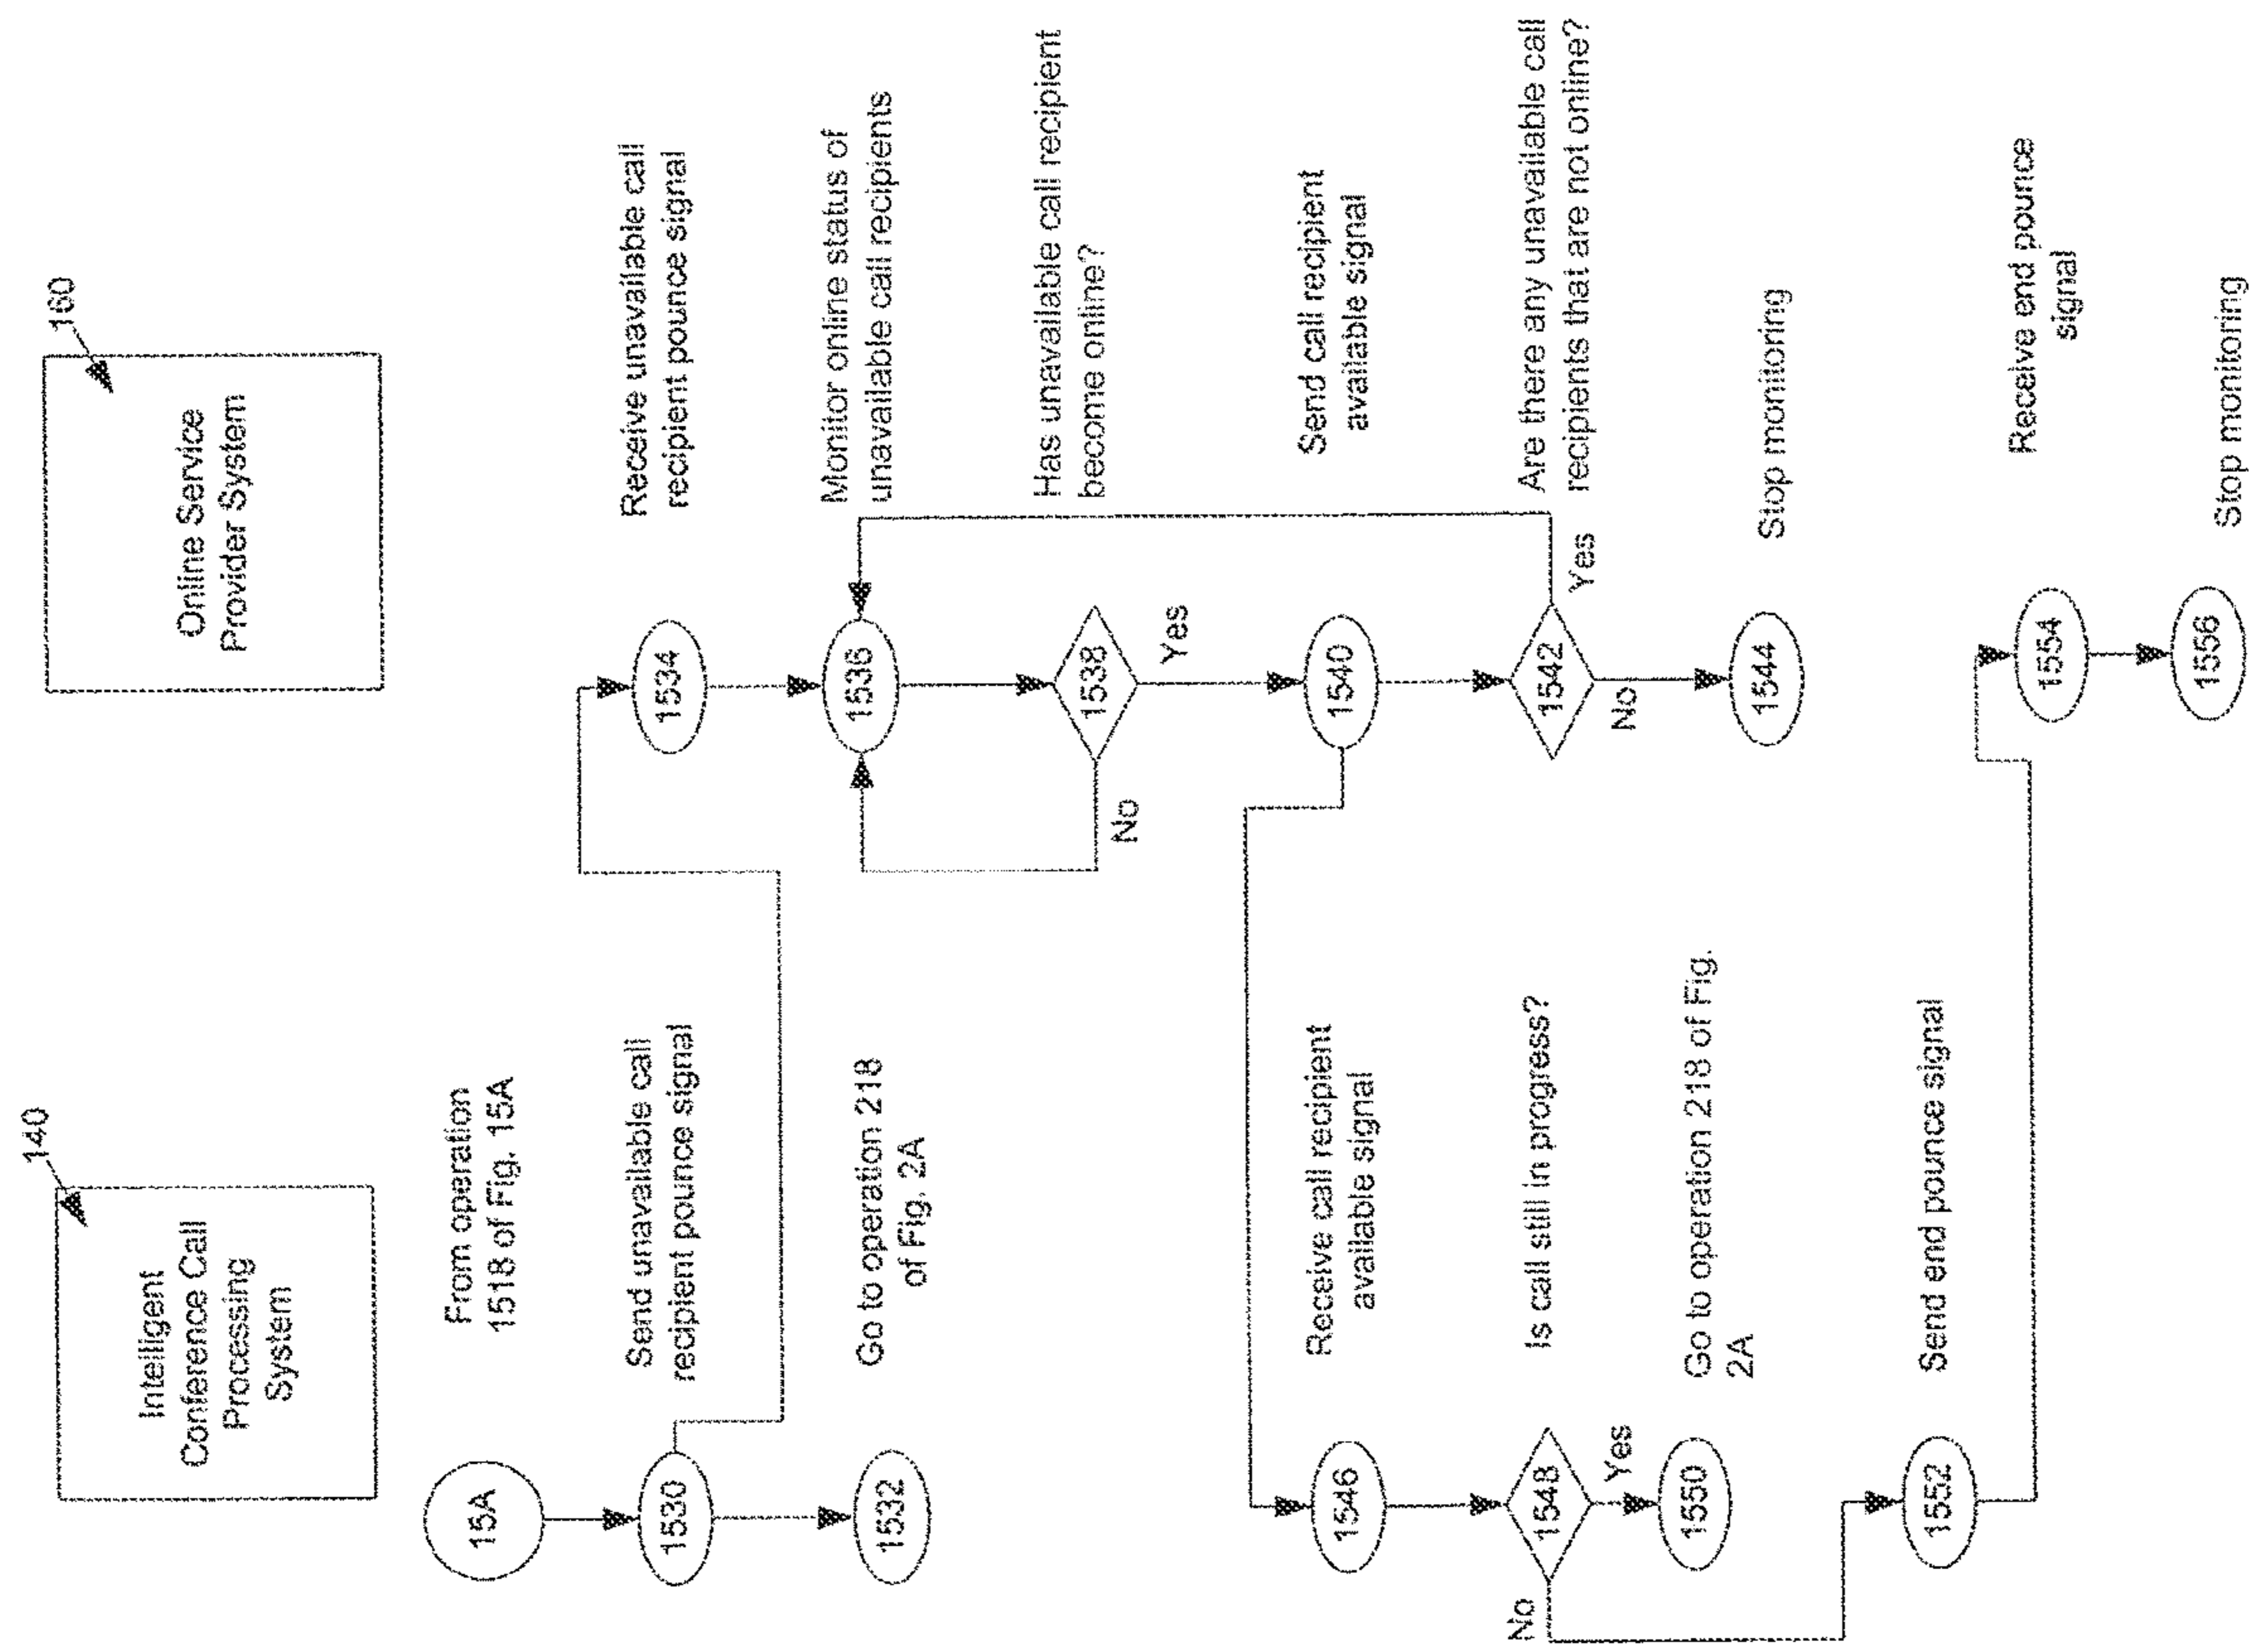 140
Intelligent
Conference Call
Processing
System
160
Online Service
Provider System
15A
From operation
1518 of Fig. 15A
1530
Send unavailable call
recipient pounce signal
1534
Receive unavailable call
recipient pounce signal
1532
Go to operation 218
of Fig. 2A
1536
Monitor online status of
unavailable call recipients
1538
No
Yes
Has unavailable call recipient
become online?
1546
Receive call recipient
available signal
1540
Send call recipient
available signal
1548
No
Yes
Is call still in progress?
1542
No
Yes
Are there any unavailable call
recipients that are not online?
1550
Go to operation 218 of Fig.
2A
1544
Stop monitoring
1552
Send end pounce signal
1554
Receive end pounce
signal
1556
Stop monitoring